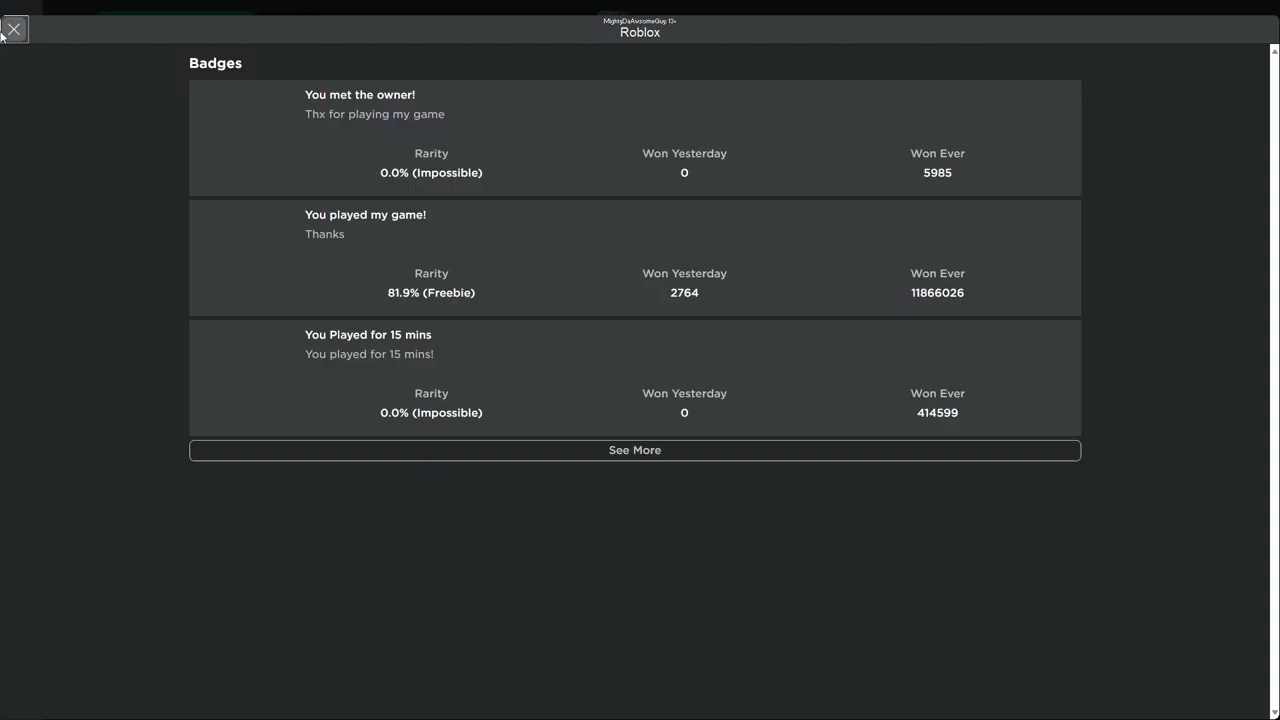 MightyDaAwsomeGuy 13+
Roblox
Badges
You met the owner!
Thx for playing my game
Rarity Won Yesterday Won Ever
0.0% (Impossible) 0 5985
You played my game!
Thanks
Rarity Won Yesterday Won Ever
81.9% (Freebie) 2764 11866026
You Played for 15 mins
You played for 15 mins!
Rarity Won Yesterday Won Ever
0.0% (Impossible) 0 414599
See More